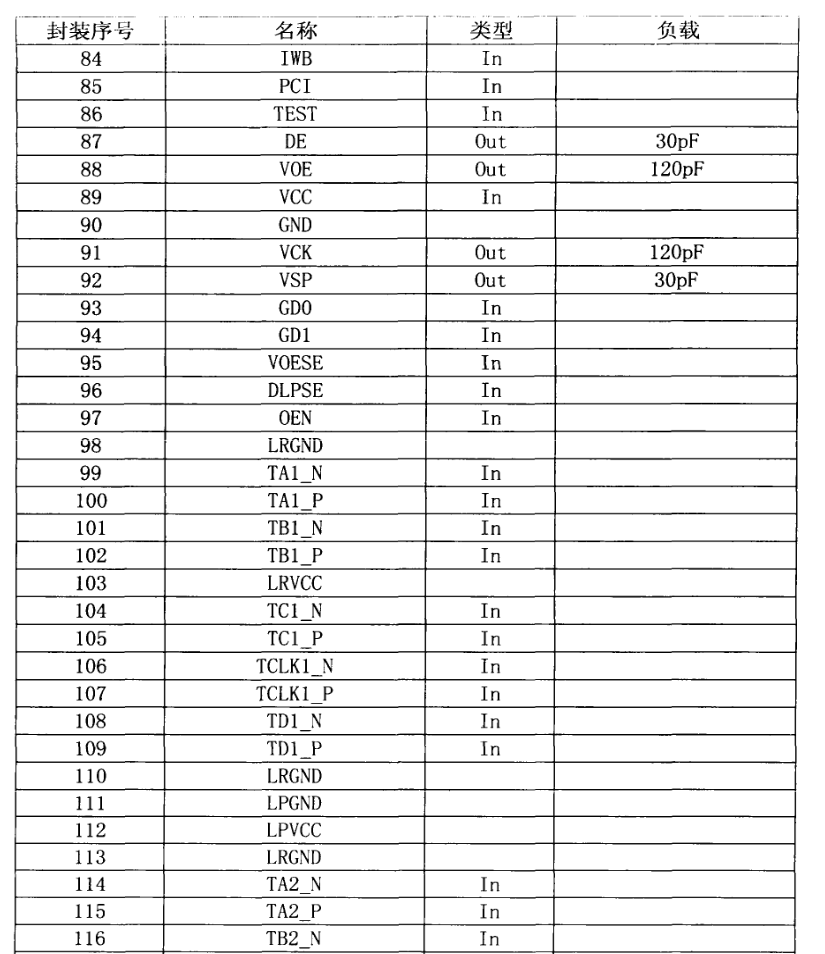 封装序号 名称 类型 负载
84 IWB In
85 PCI In
86 TEST In
87 DE Out 30pF
88 VOE Out 120pF
89 VCC In
90 GND
91 VCK Out 120pF
92 VSP Out 30pF
93 GD0 In
94 GD1 In
95 VOESE In
96 DLPSE In
97 OEN In
98 LRGND
99 TA1_N In
100 TA1_P In
101 TB1_N In
102 TB1_P In
103 LRVCC
104 TC1_N In
105 TC1_P In
106 TCLK1_N In
107 TCLK1_P In
108 TD1_N In
109 TD1_P In
110 LRGND
111 LPGND
112 LPVCC
113 LRGND
114 TA2_N In
115 TA2_P In
116 TB2_N In